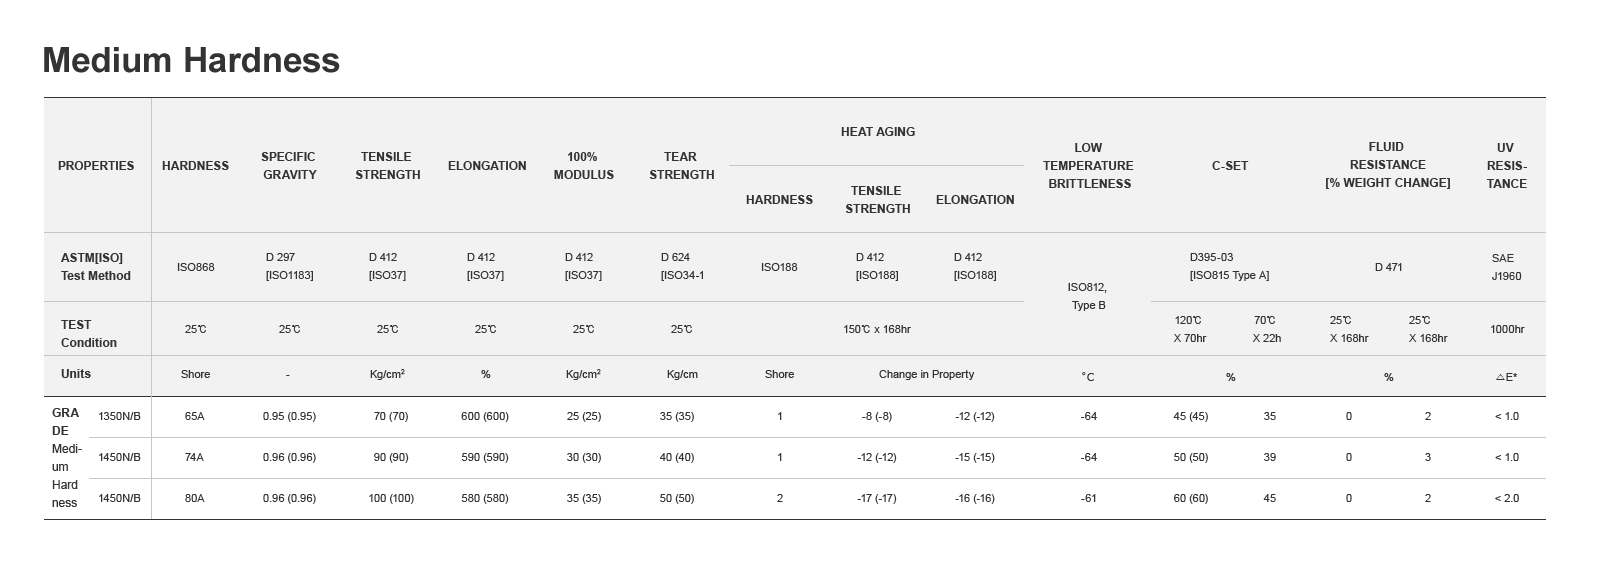 Medium Hardness
PROPERTIES HARDNESS SPECIFIC GRAVITY TENSILE STRENGTH ELONGATION 100% MODULUS TEAR STRENGTH HEAT AGING LOW TEMPERATURE BRITTLENESS C-SET FLUID RESISTANCE [% WEIGHT CHANGE] UV RESIS-TANCE
HARDNESS TENSILE STRENGTH ELONGATION
ASTM[ISO] Test Method ISO868 D 297 [ISO1183] D 412 [ISO37] D 412 [ISO37] D 412 [ISO37] D 624 [ISO34-1 ISO188 D 412 [ISO188] D 412 [ISO188] ISO812, Type B D395-03 [ISO815 Type A] D 471 SAE J1960
TEST Condition 25℃ 25℃ 25℃ 25℃ 25℃ 25℃ 150℃ x 168hr 120℃ X 70hr 70℃ X 22h 25℃ X 168hr 25℃ X 168hr 1000hr
Units Shore - Kg/cm² % Kg/cm² Kg/cm Shore Change in Property °C % % △E*
GRA
DE
Medi-
um
Hard
ness
1350N/B 65A 0.95 (0.95) 70 (70) 600 (600) 25 (25) 35 (35) 1 -8 (-8) -12 (-12) -64 45 (45) 35 0 2 < 1.0
1450N/B 74A 0.96 (0.96) 90 (90) 590 (590) 30 (30) 40 (40) 1 -12 (-12) -15 (-15) -64 50 (50) 39 0 3 < 1.0
1450N/B 80A 0.96 (0.96) 100 (100) 580 (580) 35 (35) 50 (50) 2 -17 (-17) -16 (-16) -61 60 (60) 45 0 2 < 2.0